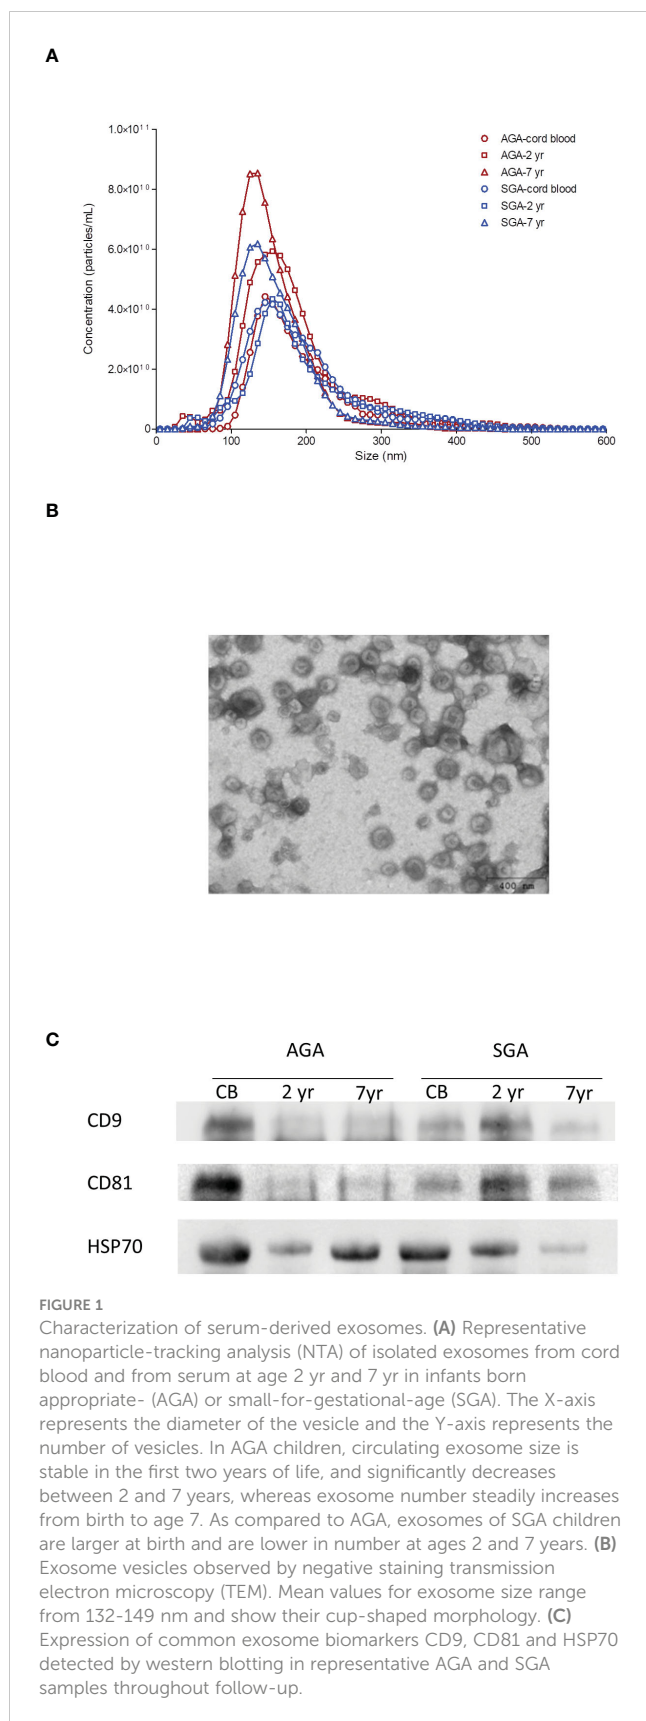 A
1.0×10¹¹
8.0×10¹⁰
6.0×10¹⁰
4.0×10¹⁰
2.0×10¹⁰
0
Concentration (particles/mL)
0 100 200 300 400 500 600
Size (nm)
AGA-cord blood
AGA-2 yr
AGA-7 yr
SGA-cord blood
SGA-2 yr
SGA-7 yr
B
400 nm
C
AGA SGA
CB 2 yr 7yr CB 2 yr 7yr
CD9
CD81
HSP70
FIGURE 1
Characterization of serum-derived exosomes. (A) Representative
nanoparticle-tracking analysis (NTA) of isolated exosomes from cord
blood and from serum at age 2 yr and 7 yr in infants born
appropriate- (AGA) or small-for-gestational-age (SGA). The X-axis
represents the diameter of the vesicle and the Y-axis represents the
number of vesicles. In AGA children, circulating exosome size is
stable in the first two years of life, and significantly decreases
between 2 and 7 years, whereas exosome number steadily increases
from birth to age 7. As compared to AGA, exosomes of SGA children
are larger at birth and are lower in number at ages 2 and 7 years. (B)
Exosome vesicles observed by negative staining transmission
electron microscopy (TEM). Mean values for exosome size range
from 132-149 nm and show their cup-shaped morphology. (C)
Expression of common exosome biomarkers CD9, CD81 and HSP70
detected by western blotting in representative AGA and SGA
samples throughout follow-up.